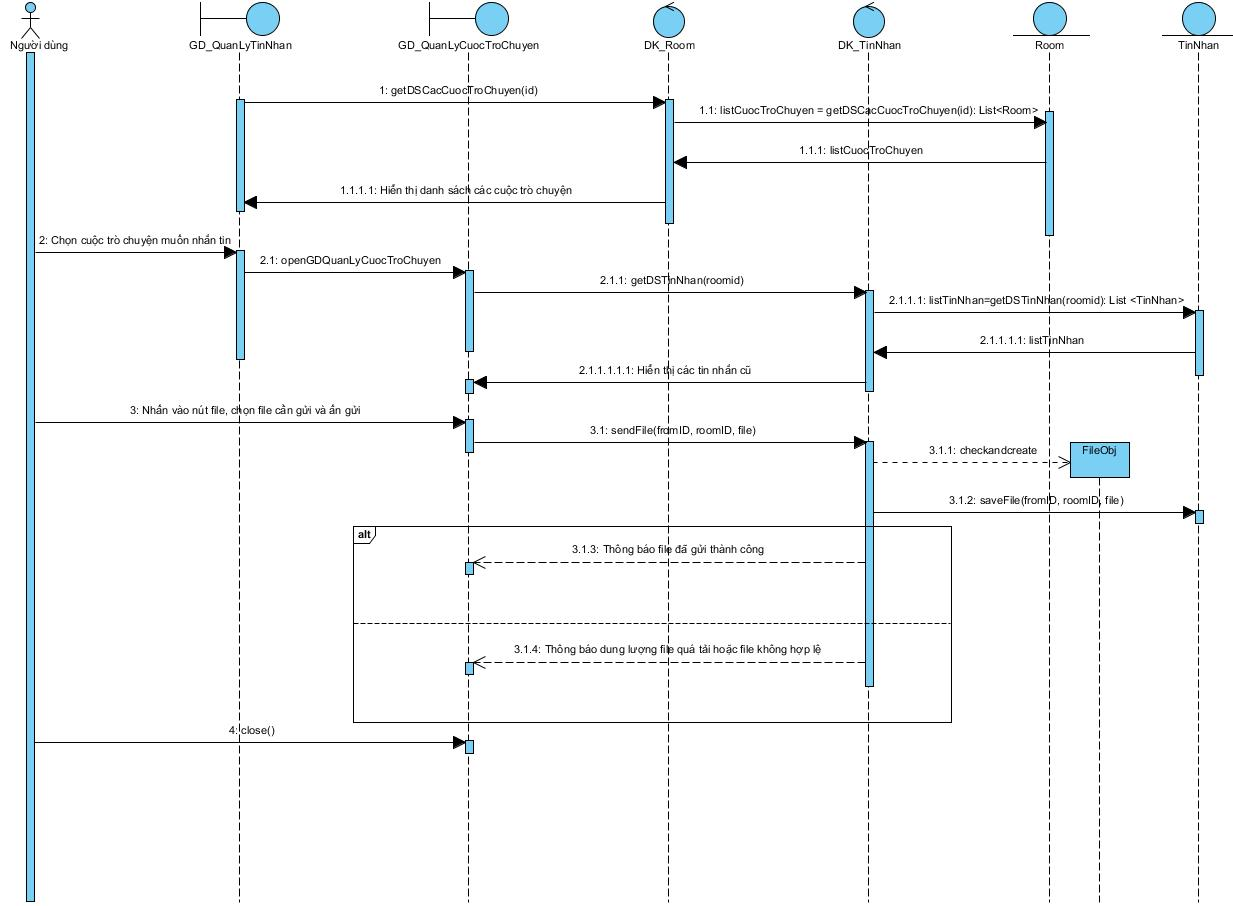 Người dùng
GD_QuanLyTinNhan
GD_QuanLyCuocTroChuyen
DK_Room
DK_TinNhan
Room
TinNhan
1: getDSCacCuocTroChuyen(id)
1.1: listCuocTroChuyen = getDSCacCuocTroChuyen(id): List<Room>
1.1.1: listCuocTroChuyen
1.1.1.1: Hiển thị danh sách các cuộc trò chuyện
2: Chọn cuộc trò chuyện muốn nhắn tin
2.1: openGDQuanLyCuocTroChuyen
2.1.1: getDSTinNhan(roomid)
2.1.1.1: listTinNhan=getDSTinNhan(roomid): List <TinNhan>
2.1.1.1.1: listTinNhan
2.1.1.1.1.1: Hiển thị các tin nhắn cũ
3: Nhấn vào nút file, chọn file cần gửi và ấn gửi
3.1: sendFile(fromID, roomID, file)
3.1.1: checkandcreate
FileObj
3.1.2: saveFile(fromID, roomID, file)
alt
3.1.3: Thông báo file đã gửi thành công
3.1.4: Thông báo dung lượng file quá tải hoặc file không hợp lệ
4: close()